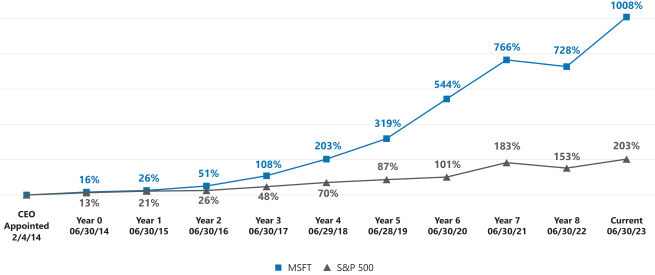 1008%
766%
728%
544%
319%
203%
108%
51%
26%
16%
203%
183%
153%
101%
87%
70%
48%
26%
21%
13%
CEO
Appointed
2/4/14
Year 0
06/30/14
Year 1
06/30/15
Year 2
06/30/16
Year 3
06/30/17
Year 4
06/29/18
Year 5
06/28/19
Year 6
06/30/20
Year 7
06/30/21
Year 8
06/30/22
Current
06/30/23
MSFT
S&P 500